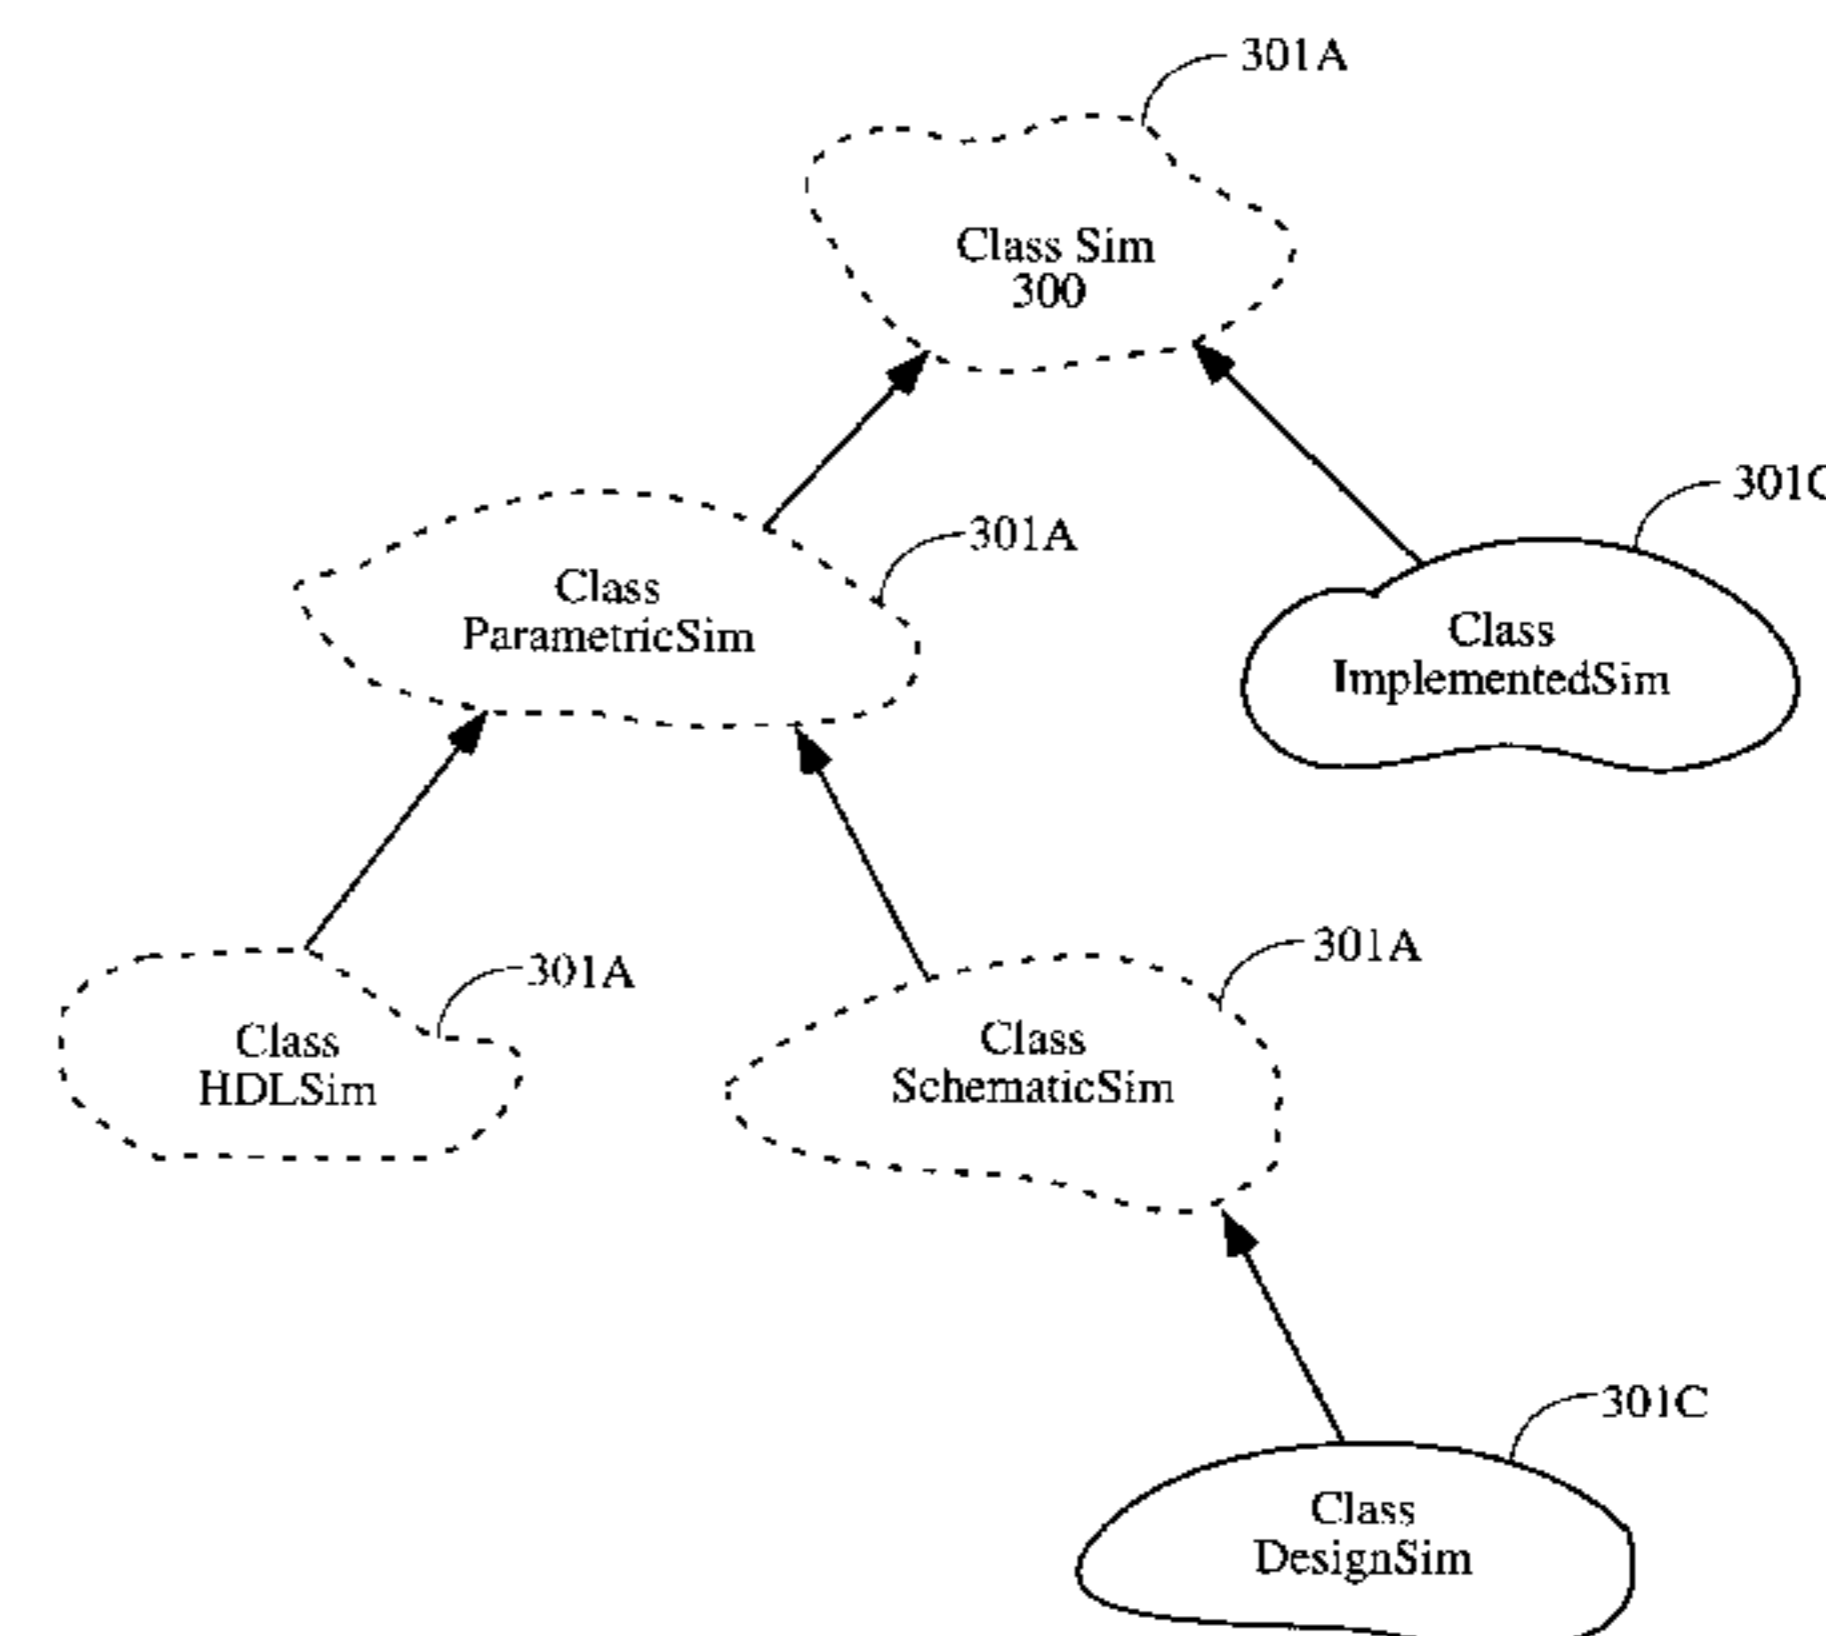 301A
Class Sim
300
301C
301A
Class
ParametricSim
Class
ImplementedSim
301A
301A
Class
HDLSim
Class
SchematicSim
301C
Class
DesignSim